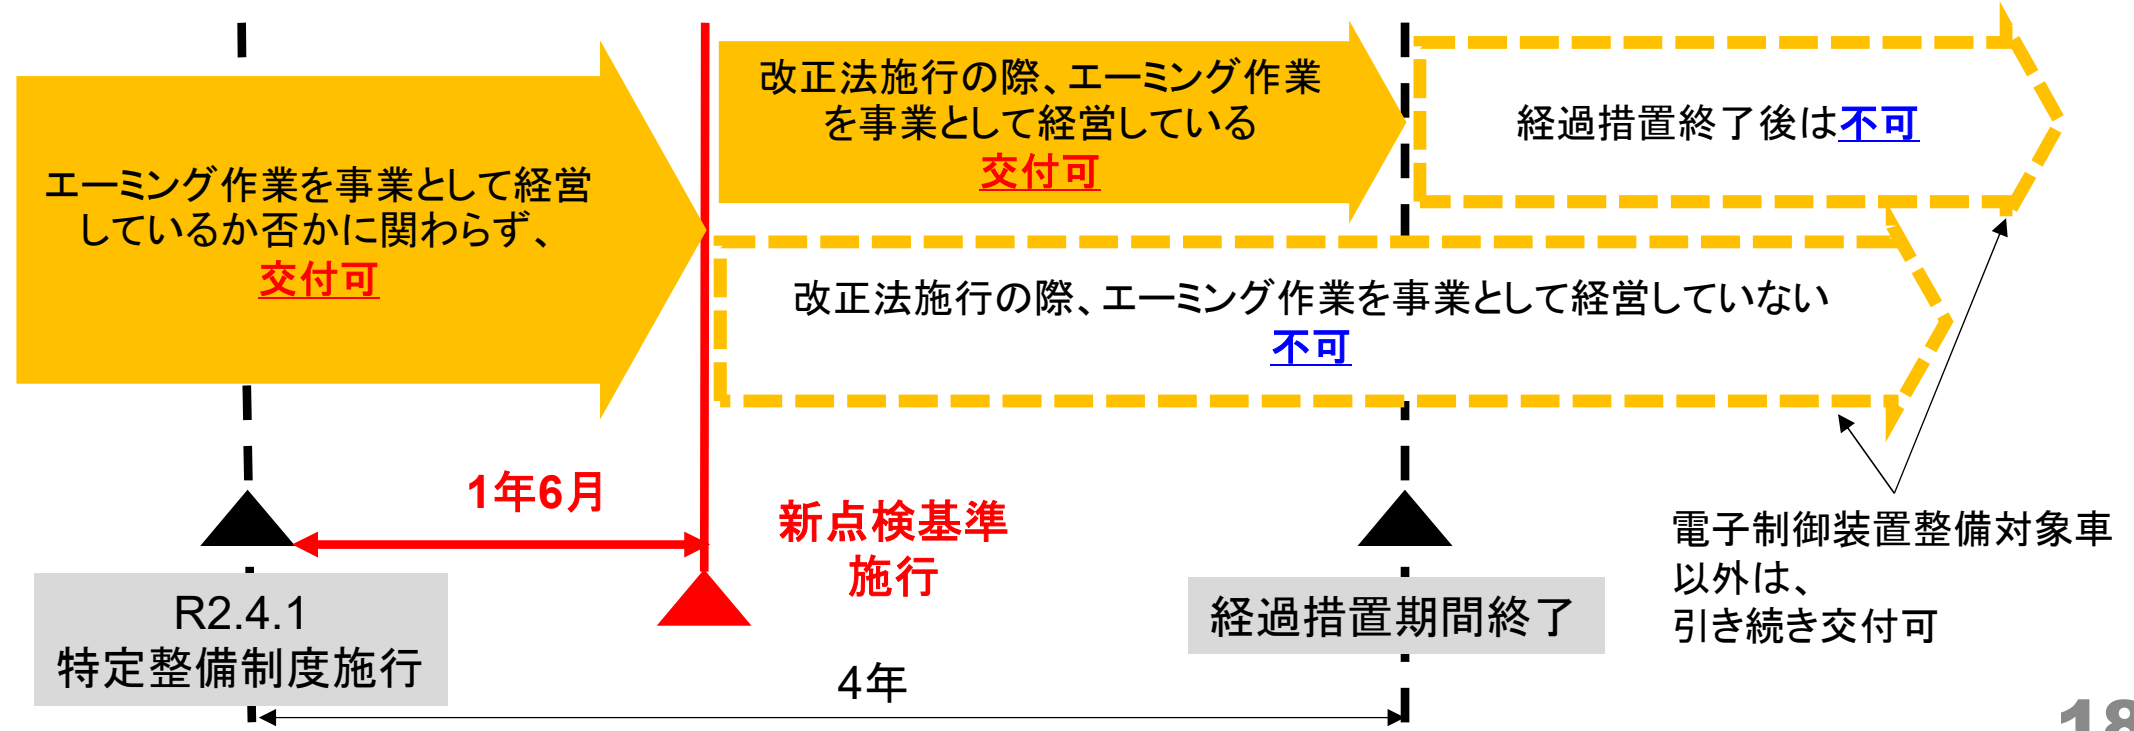 エーミング作業を事業として経営
しているか否かに関わらず、
交付可
改正法施行の際、エーミング作業
を事業として経営している
交付可
経過措置終了後は不可
改正法施行の際、エーミング作業を事業として経営していない
不可
1年6月
新点検基準
施行
R2.4.1
特定整備制度施行
4年
経過措置期間終了
電子制御装置整備対象車
以外は、
引き続き交付可
18